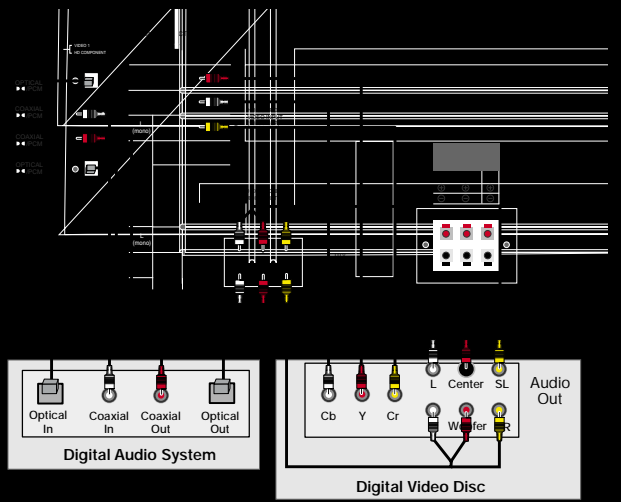 VIDEO 1
HD COMPONENT
OPTICAL
PCM
COAXIAL
PCM
L
(mono)
COAXIAL
PCM
OPTICAL
PCM
L
(mono)
L Center SL
Audio
Out
Optical
In
Coaxial
In
Coaxial
Out
Optical
Out
Cb Y Cr
Woofer R
Digital Audio System
Digital Video Disc